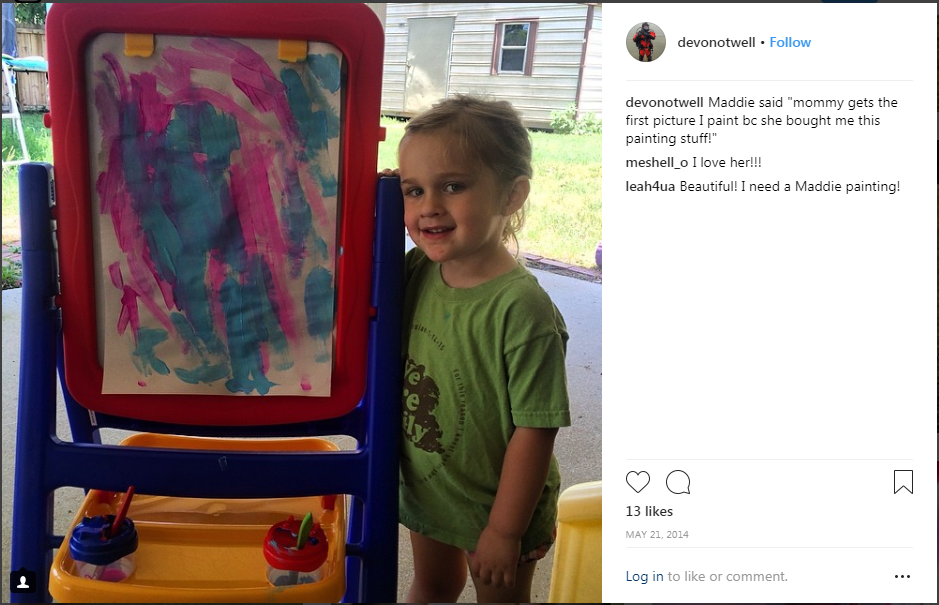 devonotwell • Follow
devonotwell Maddie said "mommy gets the
first picture I paint bc she bought me this
painting stuff!"
meshell_o I love her!!!
leah4ua Beautiful! I need a Maddie painting!
13 likes
MAY 21, 2014
Log in to like or comment.